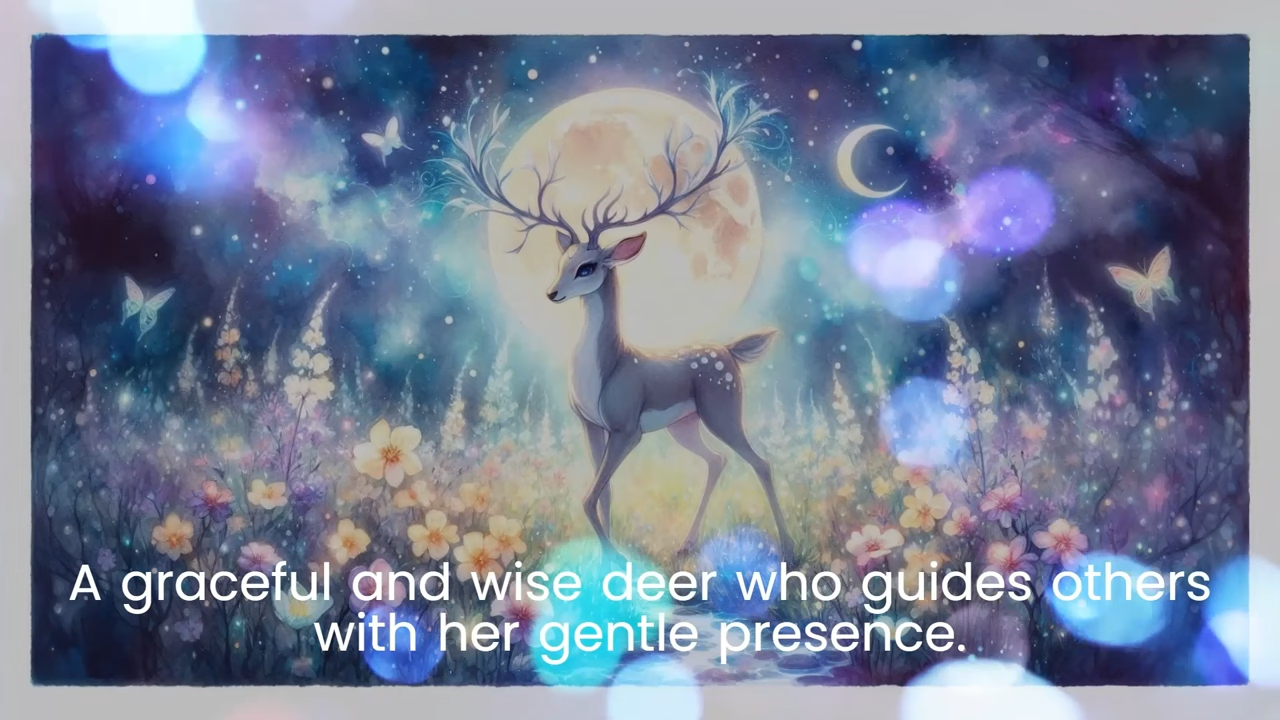 A graceful and wise deer who guides others
with her gentle presence.